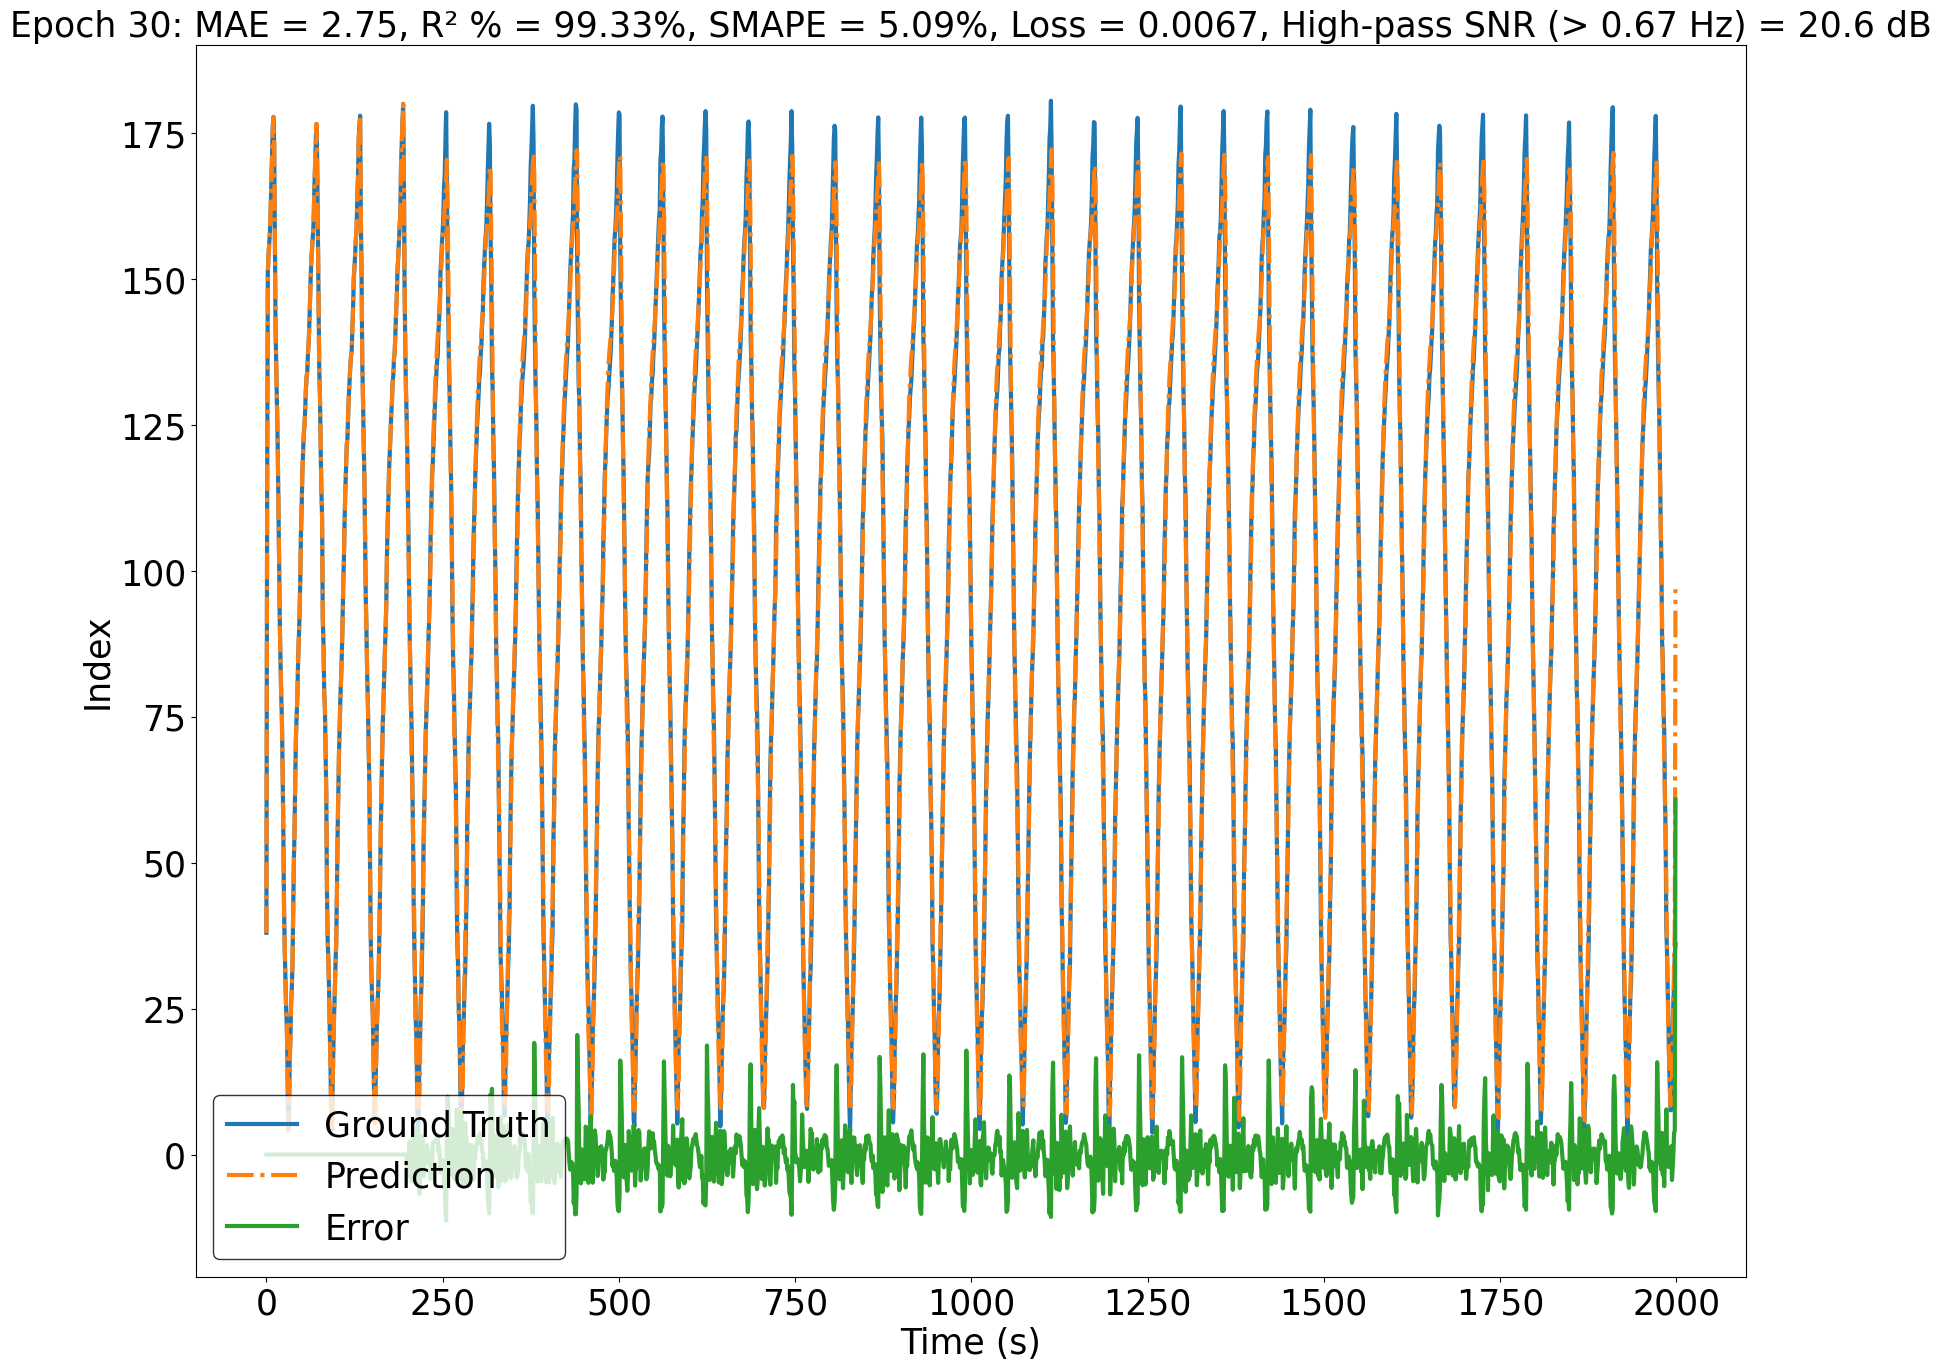 Epoch 30: MAE = 2.75, R² % = 99.33%, SMAPE = 5.09%, Loss = 0.0067, High-pass SNR (> 0.67 Hz) = 20.6 dB
175
150
125
100
75
50
25
0
Index
Ground Truth
Prediction
Error
0 250 500 750 1000 1250 1500 1750 2000
Time (s)